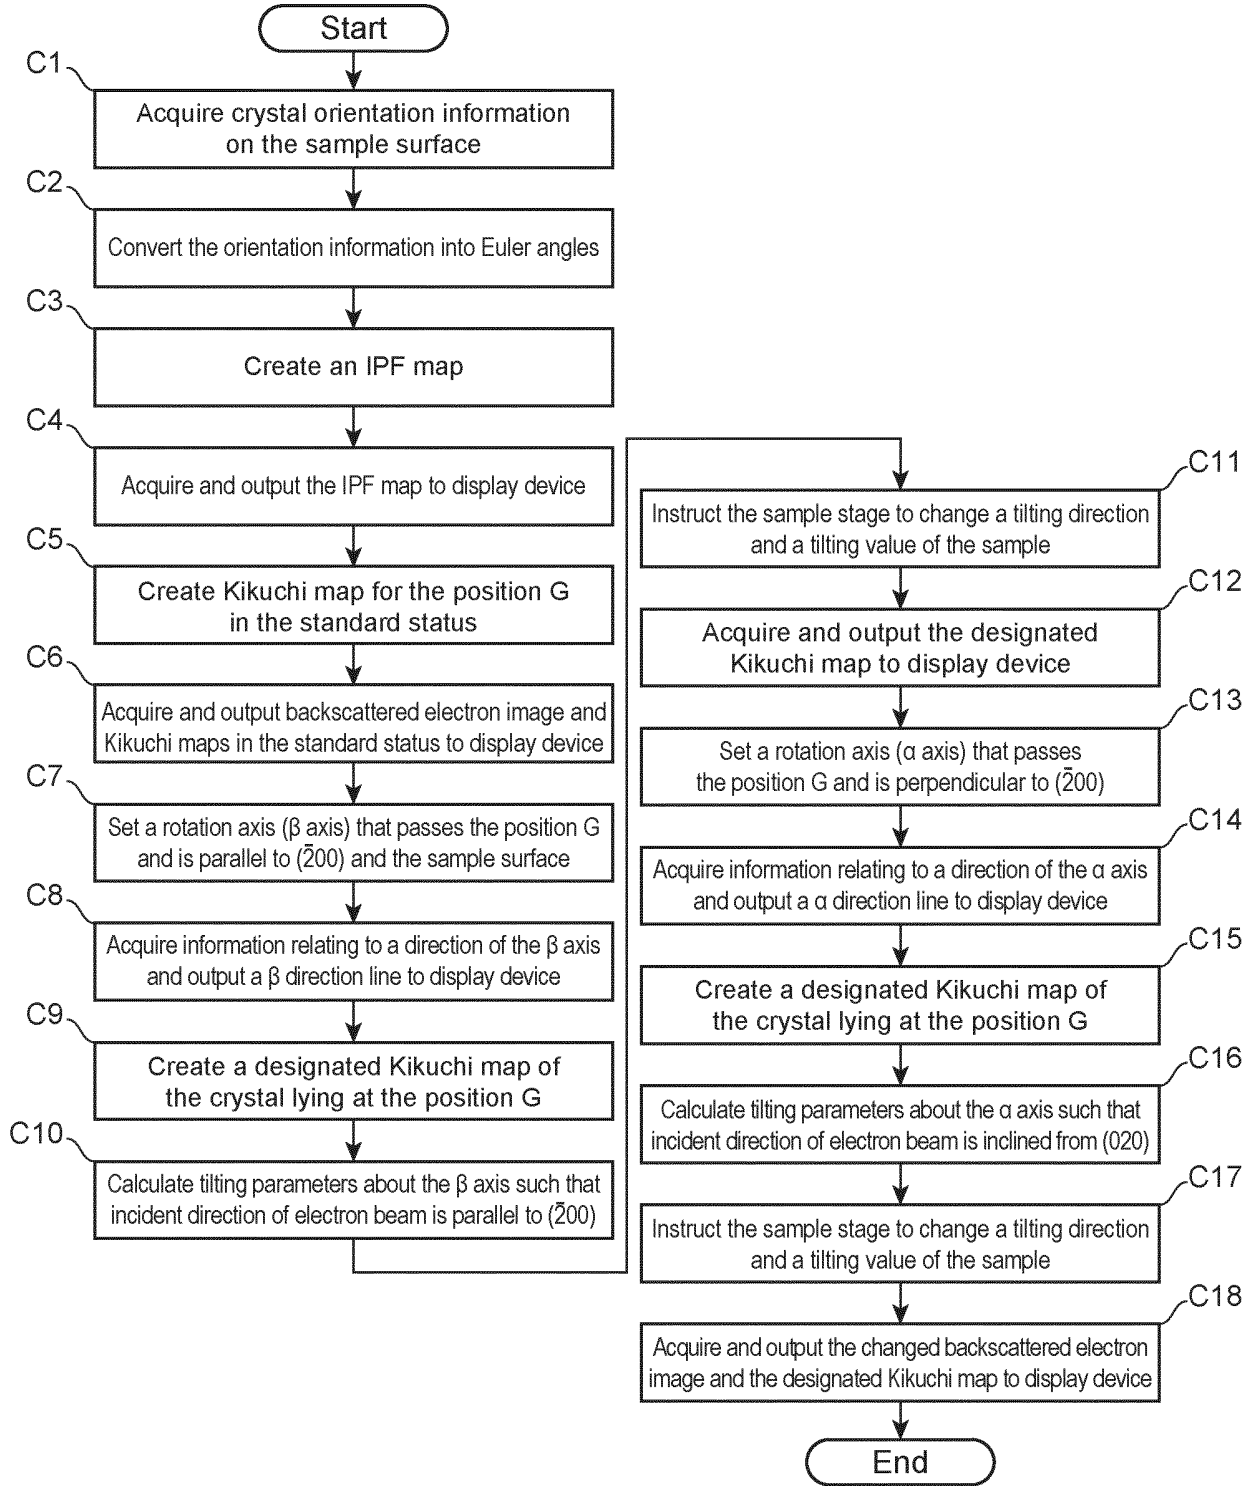 Start
C1
Acquire crystal orientation information
on the sample surface
C2
Convert the orientation information into Euler angles
C3
Create an IPF map
C4
Acquire and output the IPF map to display device
C5
Create Kikuchi map for the position G
in the standard status
C6
Acquire and output backscattered electron image and
Kikuchi maps in the standard status to display device
C7
Set a rotation axis (β axis) that passes the position G
and is parallel to (2̄00) and the sample surface
C8
Acquire information relating to a direction of the β axis
and output a β direction line to display device
C9
Create a designated Kikuchi map of
the crystal lying at the position G
C10
Calculate tilting parameters about the β axis such that
incident direction of electron beam is parallel to (2̄00)
C11
Instruct the sample stage to change a tilting direction
and a tilting value of the sample
C12
Acquire and output the designated
Kikuchi map to display device
C13
Set a rotation axis (α axis) that passes
the position G and is perpendicular to (2̄00)
C14
Acquire information relating to a direction of the α axis
and output a α direction line to display device
C15
Create a designated Kikuchi map of
the crystal lying at the position G
C16
Calculate tilting parameters about the α axis such that
incident direction of electron beam is inclined from (020)
C17
Instruct the sample stage to change a tilting direction
and a tilting value of the sample
C18
Acquire and output the changed backscattered electron
image and the designated Kikuchi map to display device
End